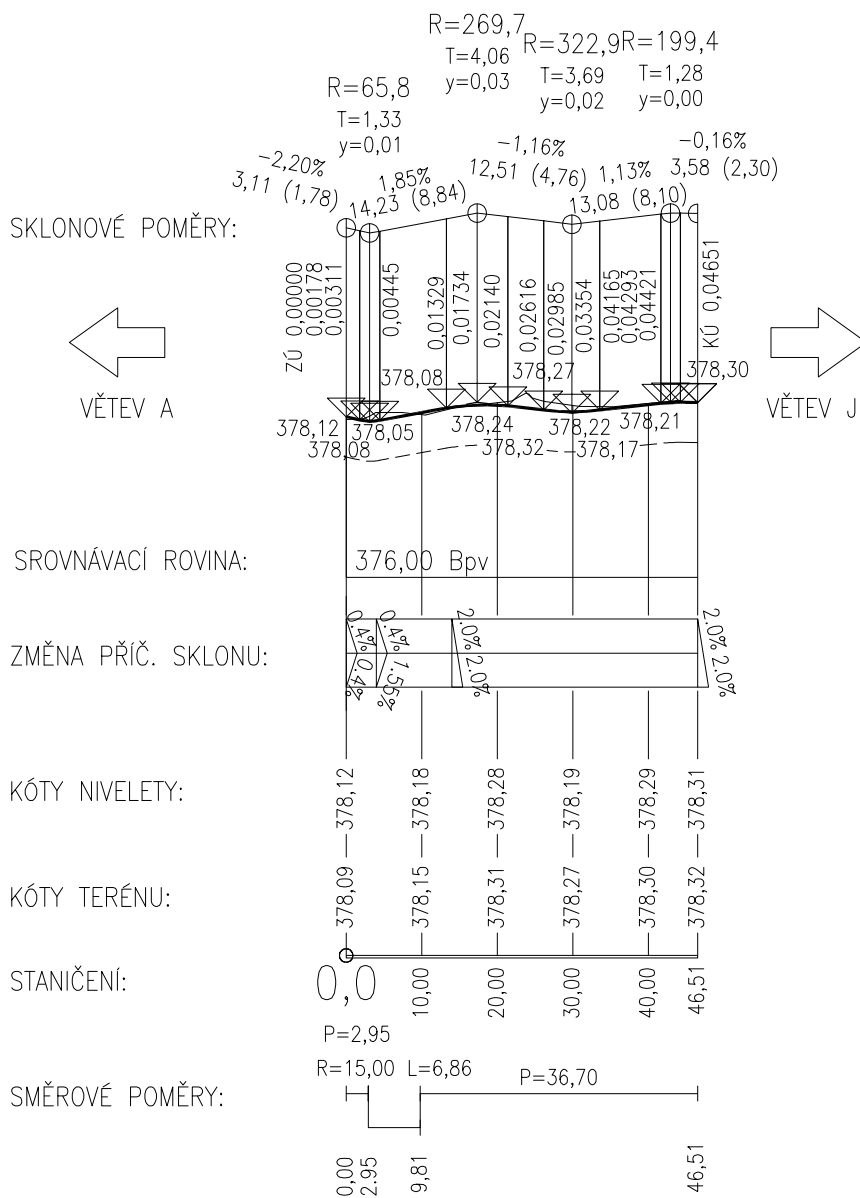 R=65,8
T=1,33
y=0,01
R=269,7
T=4,06
y=0,03
R=322,9
T=3,69
y=0,02
R=199,4
T=1,28
y=0,00
-2,20%
3,11 (1,78)
1,85%
14,23 (8,84)
-1,16%
12,51 (4,76)
1,13%
13,08 (8,10)
-0,16%
3,58 (2,30)
SKLONOVÉ POMĚRY:
ZÚ 0,00000
0,00178
0,00311
0,00445
0,01329
0,01734
0,02140
0,02616
0,02985
0,03354
0,04165
0,04293
0,04421
KÚ 0,04651
VĚTEV A
VĚTEV J
378,08
378,27
378,30
378,12
378,05
378,24
378,22
378,21
378,08
378,32
378,17
SROVNÁVACÍ ROVINA:
376,00 Bpv
ZMĚNA PŘÍČ. SKLONU:
0.4% 0.4%
0.4% 1.55%
2.0% 2.0%
2.0% 2.0%
KÓTY NIVELETY:
378,12
378,18
378,28
378,19
378,29
378,31
KÓTY TERÉNU:
378,09
378,15
378,31
378,27
378,30
378,32
STANIČENÍ:
0,0
10,00
20,00
30,00
40,00
46,51
P=2,95
R=15,00 L=6,86
P=36,70
SMĚROVÉ POMĚRY:
0,00
2.95
9,81
46,51